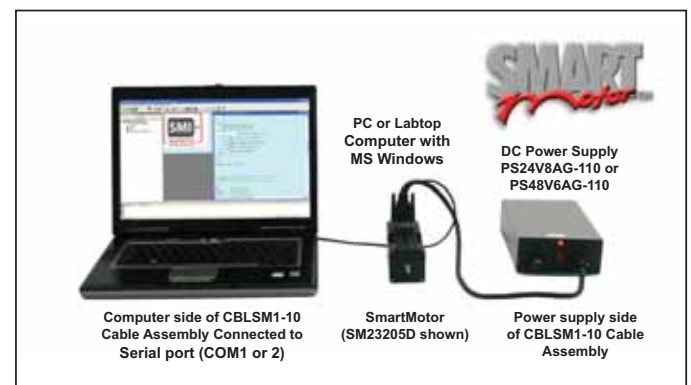 SMART
motor™
SMI
PC or Labtop
Computer with
MS Windows
DC Power Supply
PS24V8AG-110 or
PS48V6AG-110
Computer side of CBLSM1-10
Cable Assembly Connected to
Serial port (COM1 or 2)
SmartMotor
(SM23205D shown)
Power supply side
of CBLSM1-10 Cable
Assembly